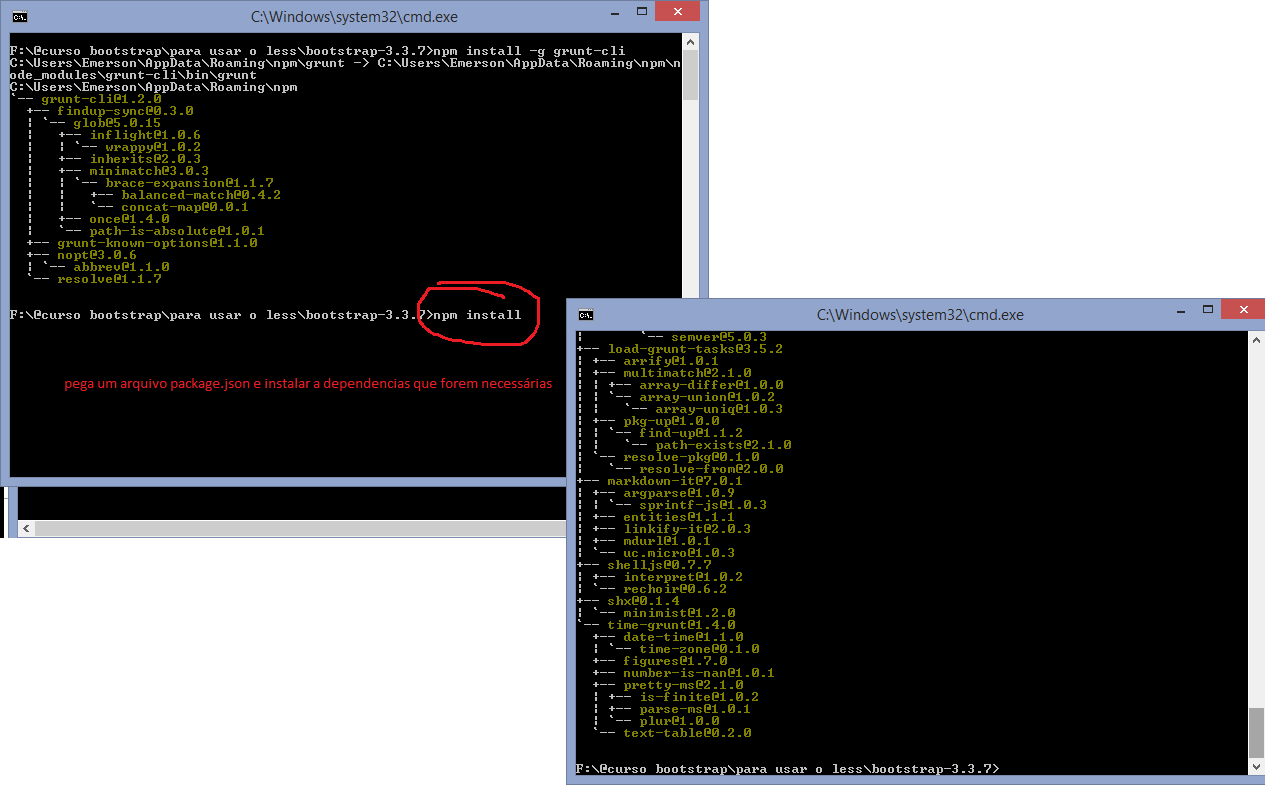 C:\Windows\system32\cmd.exe
F:\@curso bootstrap\para usar o less\bootstrap-3.3.7>npm install -g grunt-cli
C:\Users\Emerson\AppData\Roaming\npm\grunt -> C:\Users\Emerson\AppData\Roaming\npm\n
ode_modules\grunt-cli\bin\grunt
C:\Users\Emerson\AppData\Roaming\npm
`-- grunt-cli@1.2.0
  +-- findup-sync@0.3.0
  | `-- glob@5.0.15
  |   +-- inflight@1.0.6
  |   | `-- wrappy@1.0.2
  |   +-- inherits@2.0.3
  |   +-- minimatch@3.0.3
  |   | `-- brace-expansion@1.1.7
  |   |   +-- balanced-match@0.4.2
  |   |   `-- concat-map@0.0.1
  |   +-- once@1.4.0
  |   `-- path-is-absolute@1.0.1
  +-- grunt-known-options@1.1.0
  +-- nopt@3.0.6
  | `-- abbrev@1.1.0
  `-- resolve@1.1.7
F:\@curso bootstrap\para usar o less\bootstrap-3.3.7>npm install
pega um arquivo package.json e instalar a dependencias que forem necessárias
C:\Windows\system32\cmd.exe
|       `-- semver@5.0.3
+-- load-grunt-tasks@3.5.2
| +-- arrify@1.0.1
| +-- multimatch@2.1.0
| | +-- array-differ@1.0.0
| | `-- array-union@1.0.2
| |   `-- array-uniq@1.0.3
| +-- pkg-up@1.0.0
| | `-- find-up@1.1.2
| |   `-- path-exists@2.1.0
| `-- resolve-pkg@0.1.0
|   `-- resolve-from@2.0.0
+-- markdown-it@7.0.1
| +-- argparse@1.0.9
| | `-- sprintf-js@1.0.3
| +-- entities@1.1.1
| +-- linkify-it@2.0.3
| +-- mdurl@1.0.1
| `-- uc.micro@1.0.3
+-- shelljs@0.7.7
| +-- interpret@1.0.2
| `-- rechoir@0.6.2
+-- shx@0.1.4
| `-- minimist@1.2.0
`-- time-grunt@1.4.0
  +-- date-time@1.1.0
  | `-- time-zone@0.1.0
  +-- figures@1.7.0
  +-- number-is-nan@1.0.1
  +-- pretty-ms@2.1.0
  | +-- is-finite@1.0.2
  | +-- parse-ms@1.0.1
  | `-- plur@1.0.0
  `-- text-table@0.2.0
F:\@curso bootstrap\para usar o less\bootstrap-3.3.7>